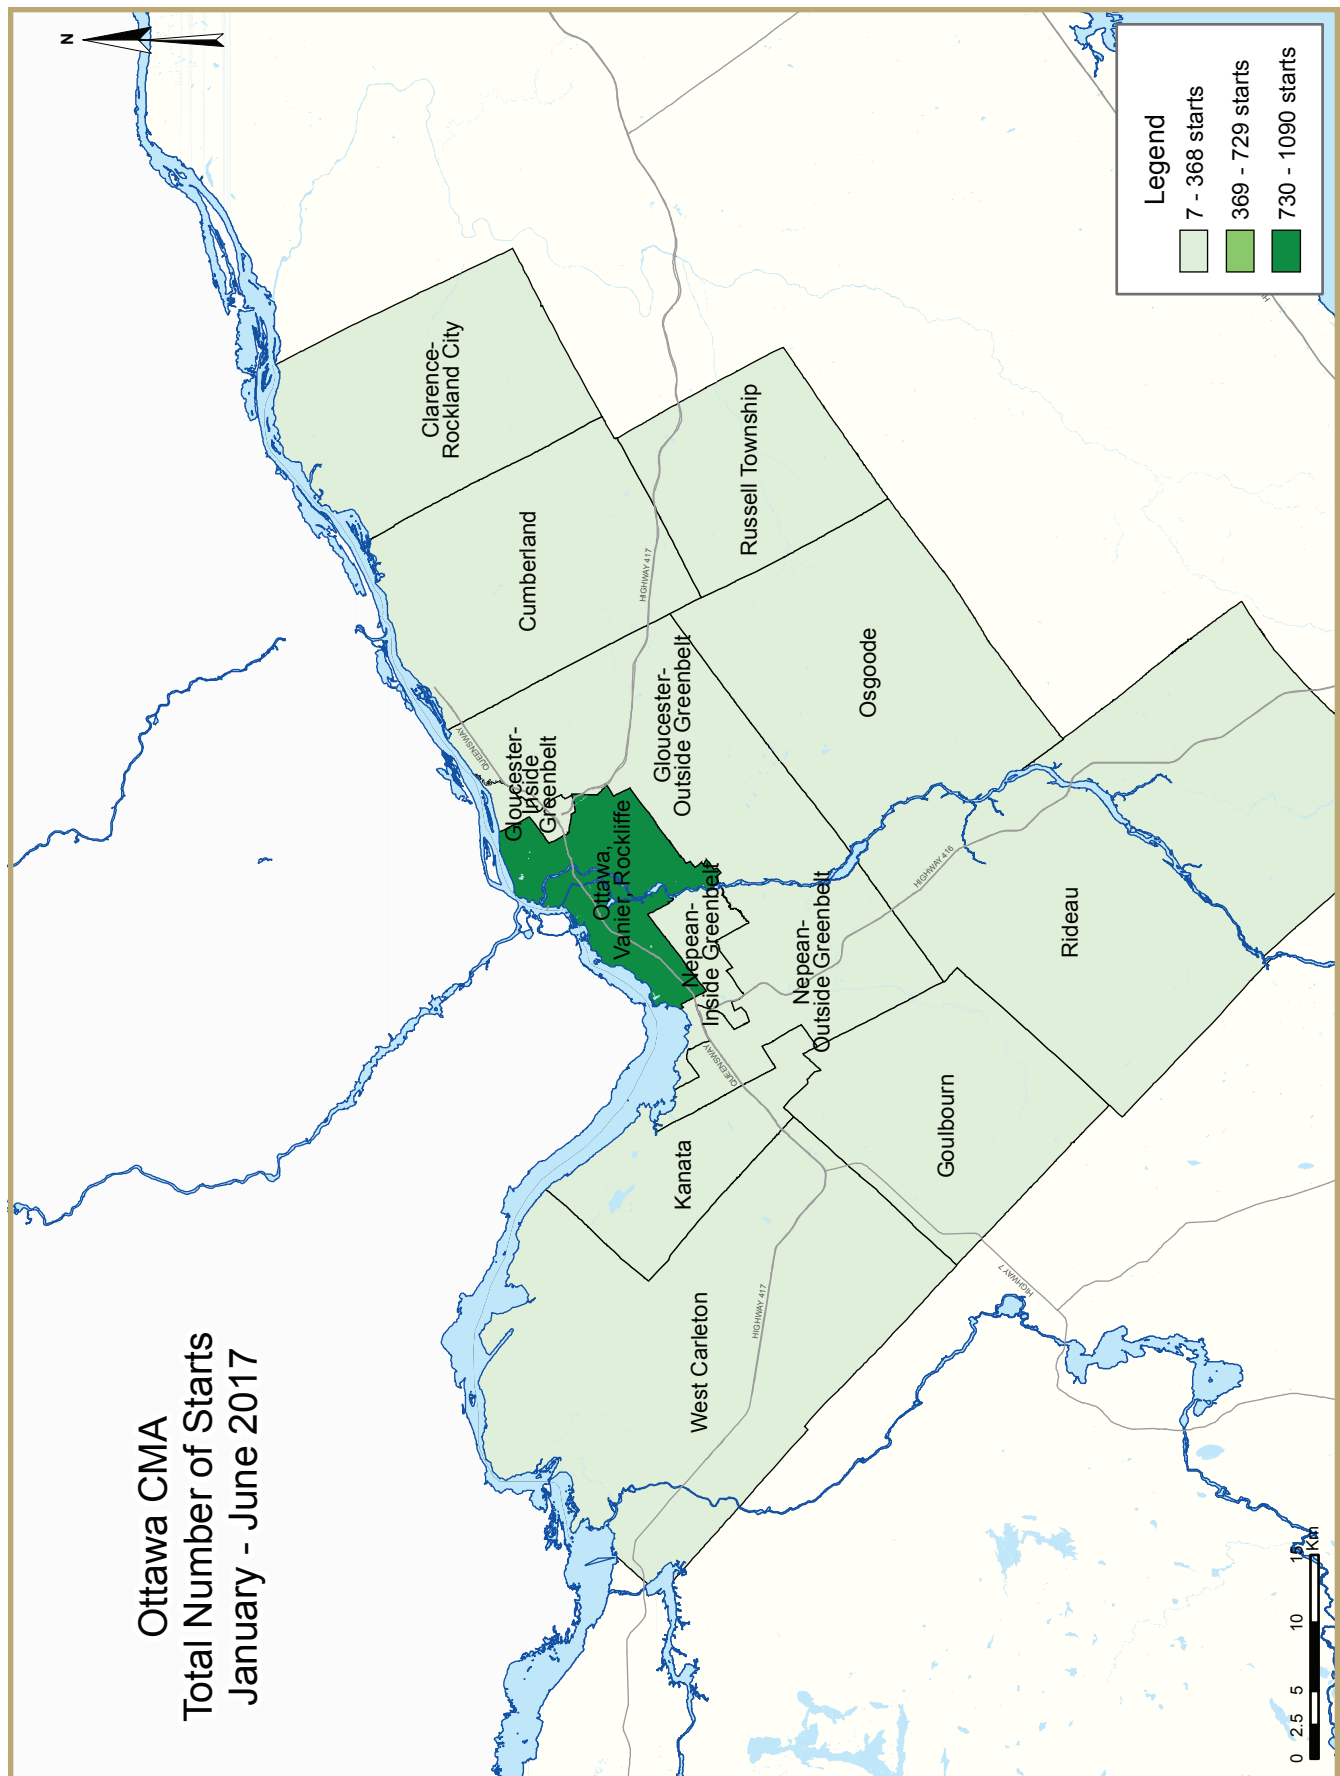 Ottawa CMA
Total Number of Starts
January - June 2017
N
Legend
7 - 368 starts
369 - 729 starts
730 - 1090 starts
Clarence-
Rockland City
Cumberland
Russell Township
HIGHWAY 417
QUEENSWAY
Gloucester-
Inside
Greenbelt
Gloucester-
Outside Greenbelt
Osgoode
Ottawa,
Vanier, Rockliffe
Nepean-
Inside Greenbelt
Nepean-
Outside Greenbelt
HIGHWAY 416
Rideau
QUEENSWAY
Kanata
Goulbourn
West Carleton
HIGHWAY 417
HIGHWAY 7
0 2.5 5 10 15
Km